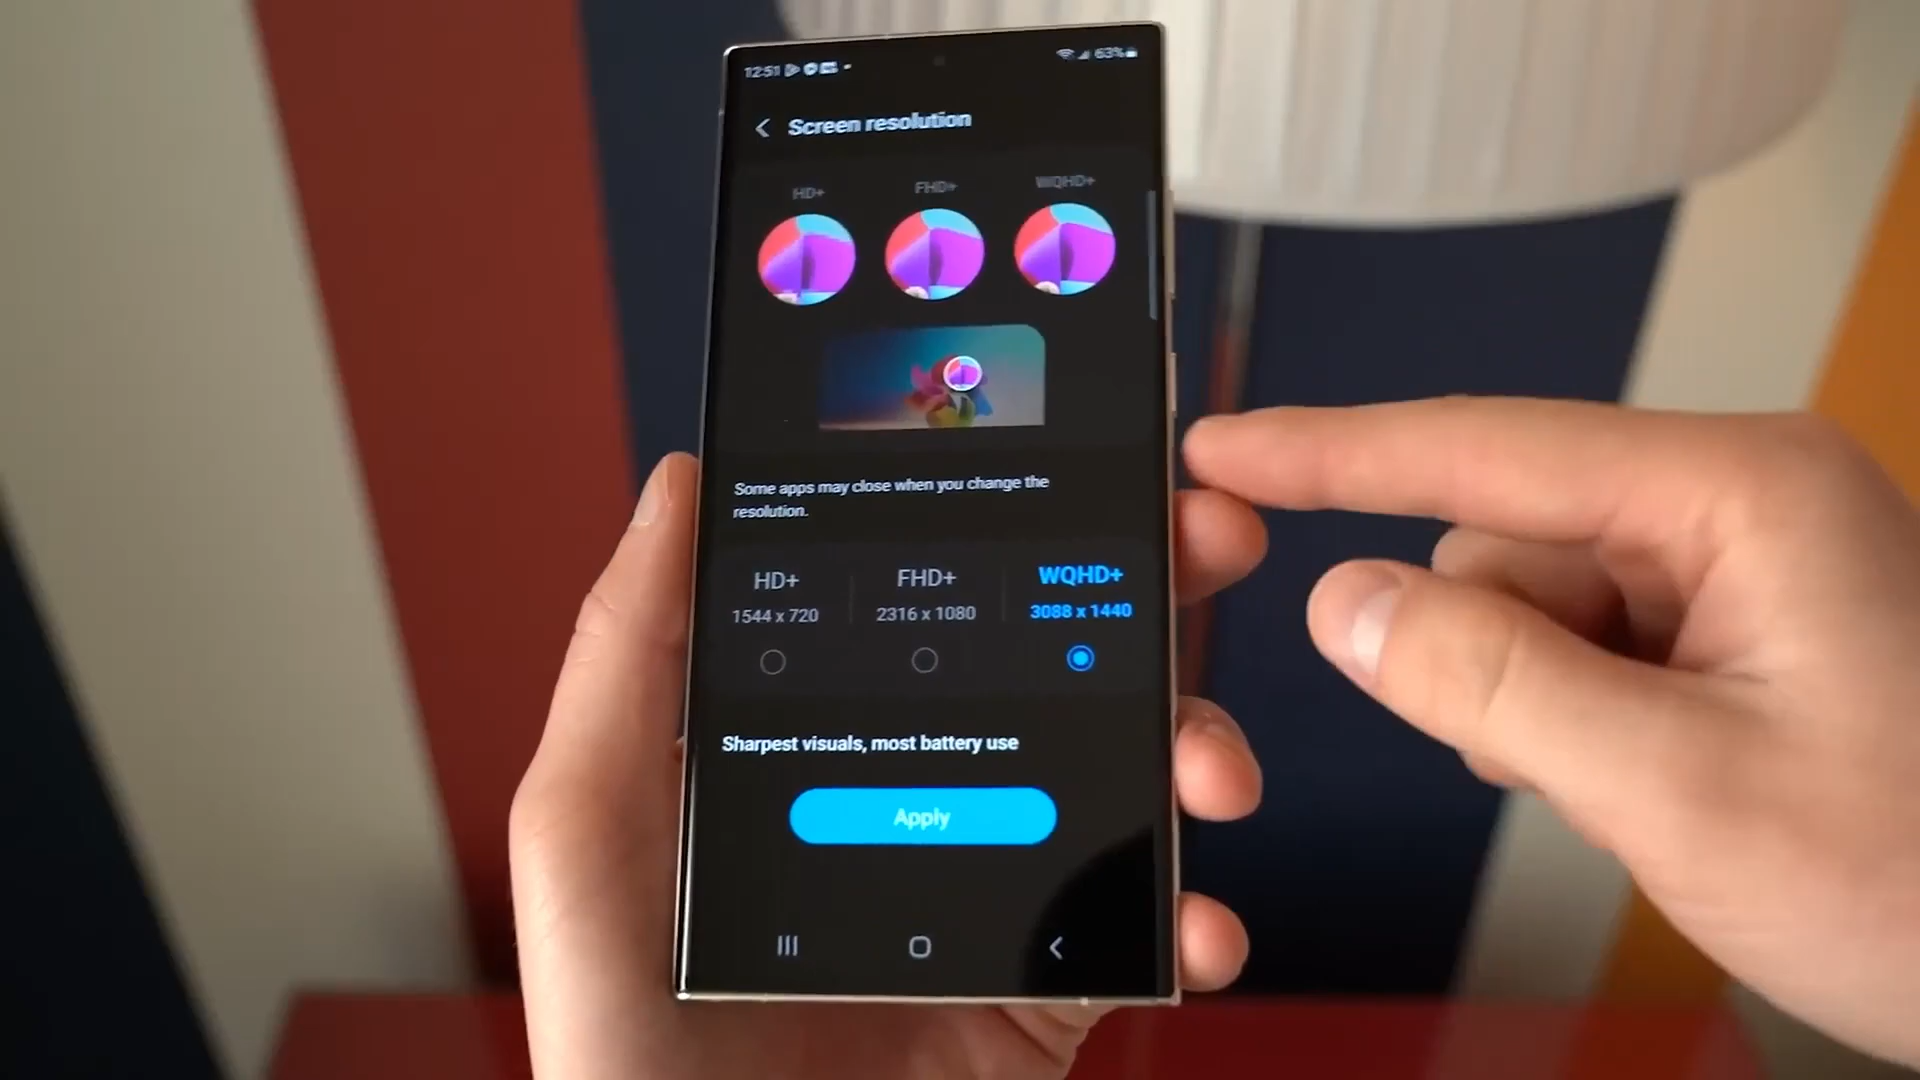 12:51
63%
Screen resolution
HD+ FHD+ WQHD+
Some apps may close when you change the
resolution.
HD+ FHD+ WQHD+
1544 x 720 2316 x 1080 3088 x 1440
Sharpest visuals, most battery use
Apply